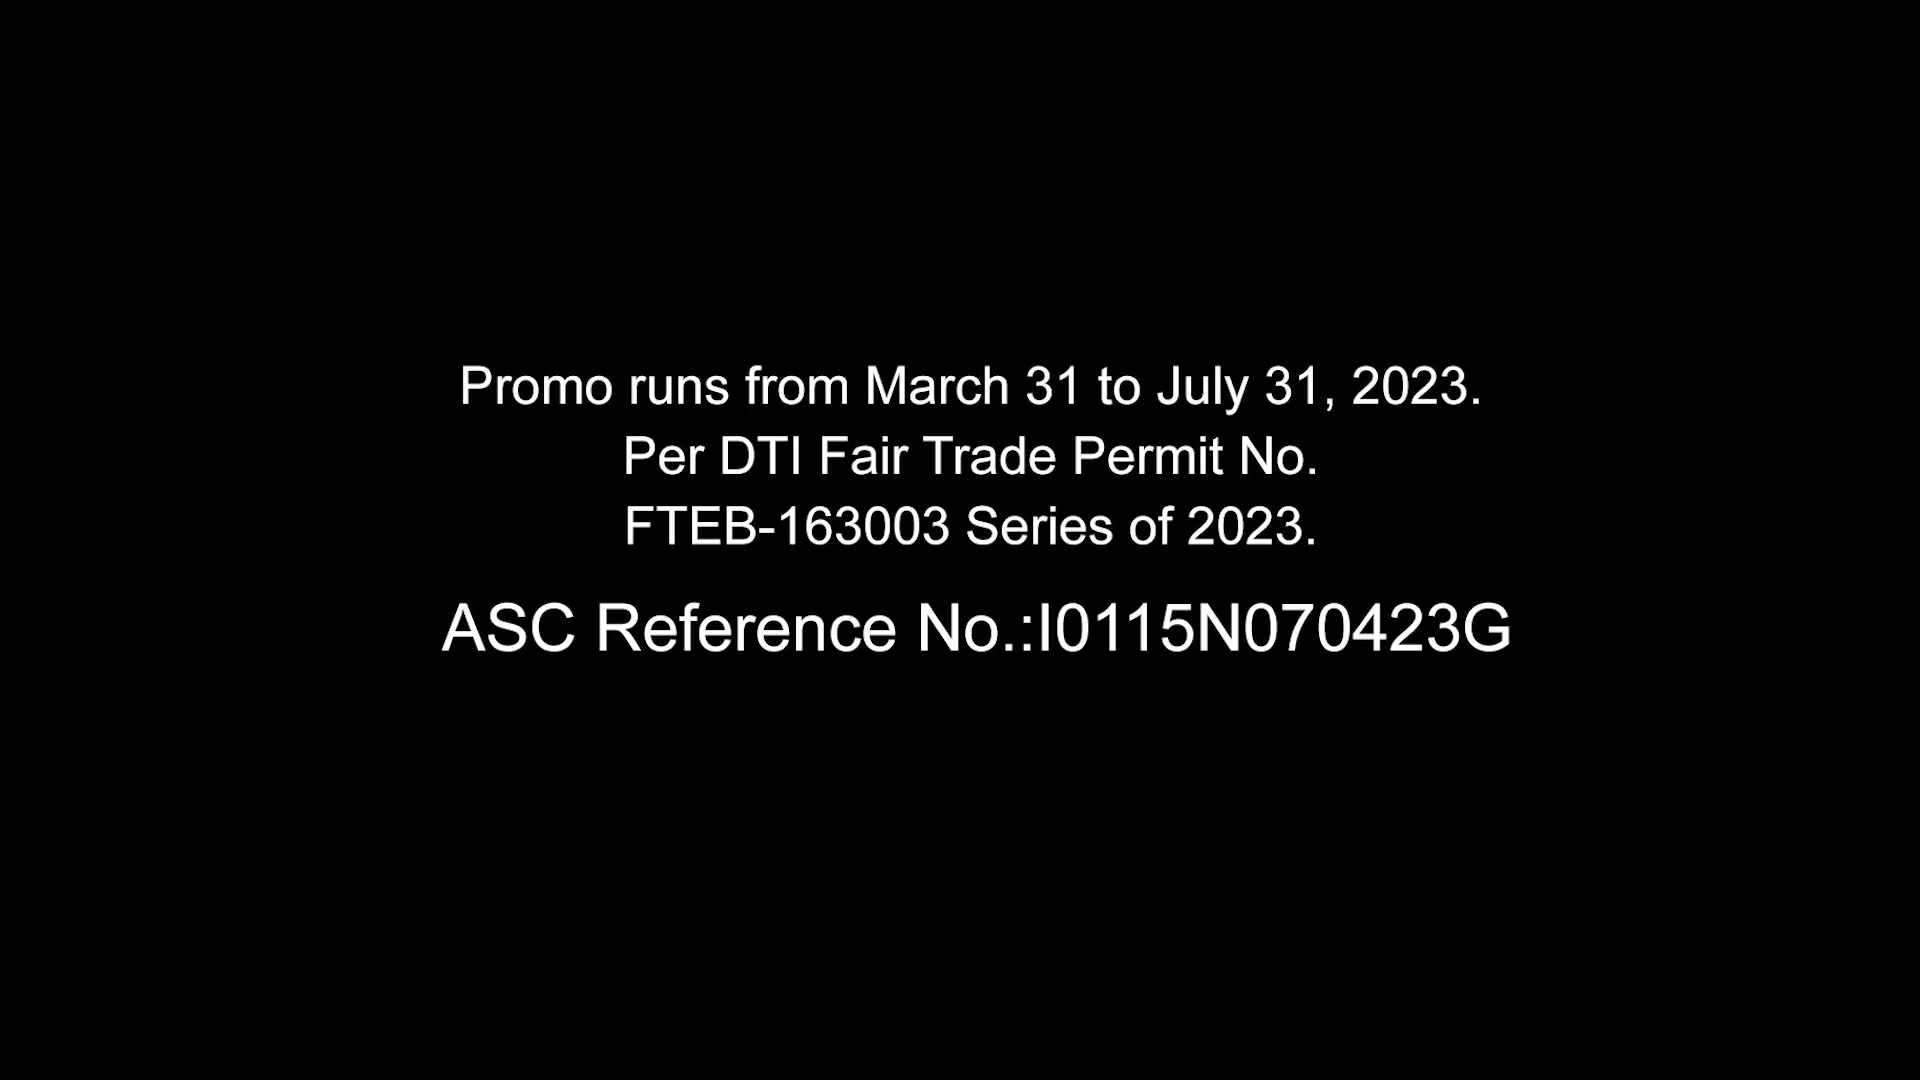 Promo runs from March 31 to July 31, 2023.
Per DTI Fair Trade Permit No.
FTEB-163003 Series of 2023.
ASC Reference No.:I0115N070423G